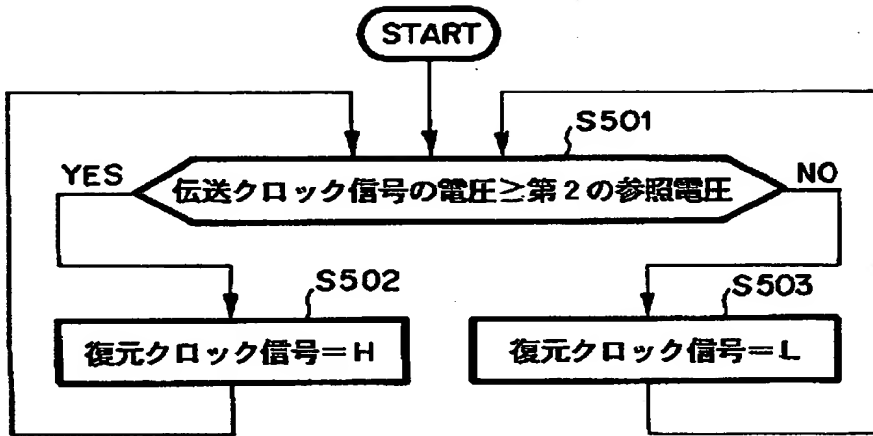 START
S501
YES
伝送クロック信号の電圧≧第2の参照電圧
NO
S502
復元クロック信号=H
S503
復元クロック信号=L